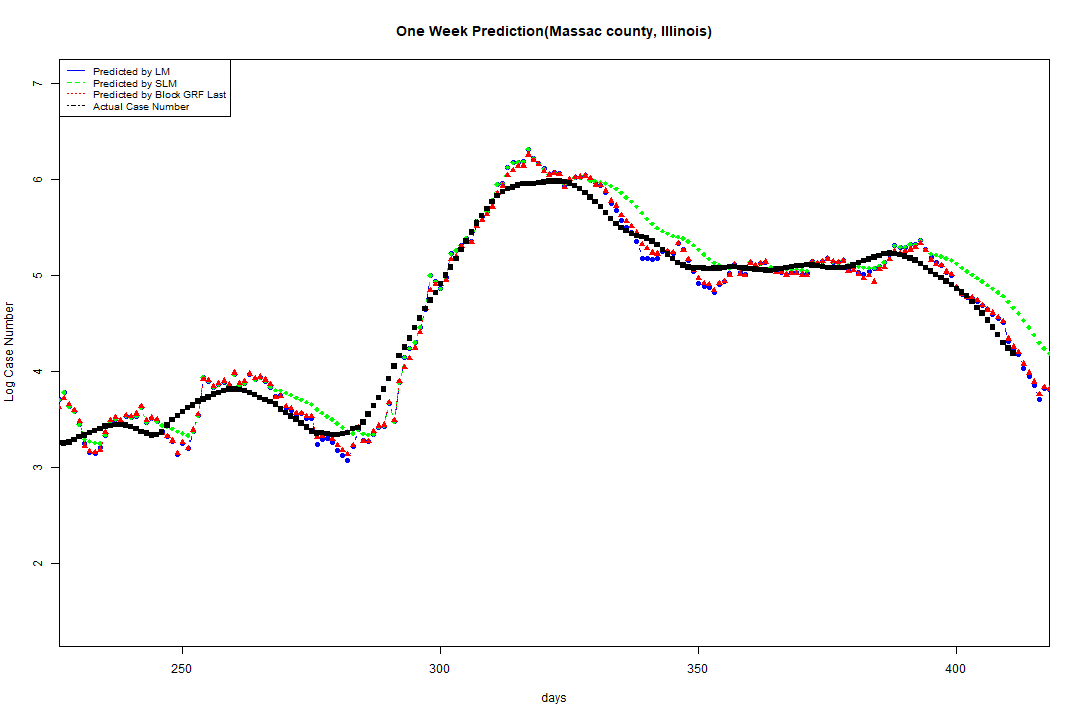 One Week Prediction(Massac county, Illinois)
Predicted by LM
Predicted by SLM
Predicted by Block GRF Last
Actual Case Number
7
6
5
4
3
2
Log Case Number
250
300
350
400
days